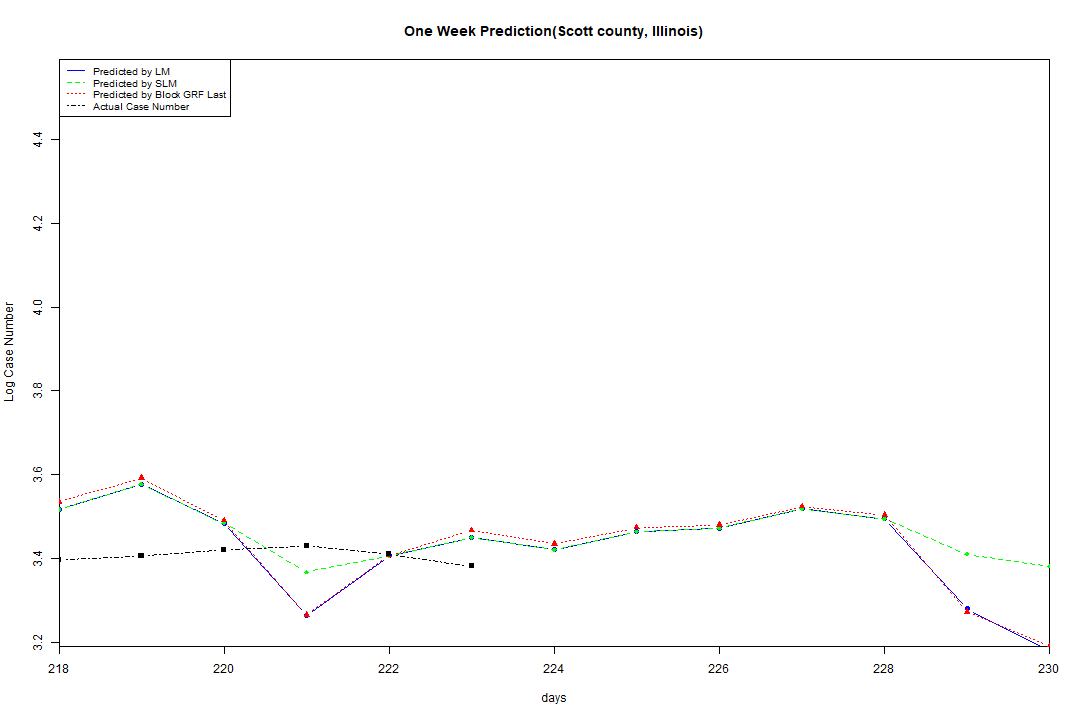 One Week Prediction(Scott county, Illinois)
Predicted by LM
Predicted by SLM
Predicted by Block GRF Last
Actual Case Number
Log Case Number
4.4
4.2
4.0
3.8
3.6
3.4
3.2
218 220 222 224 226 228 230
days